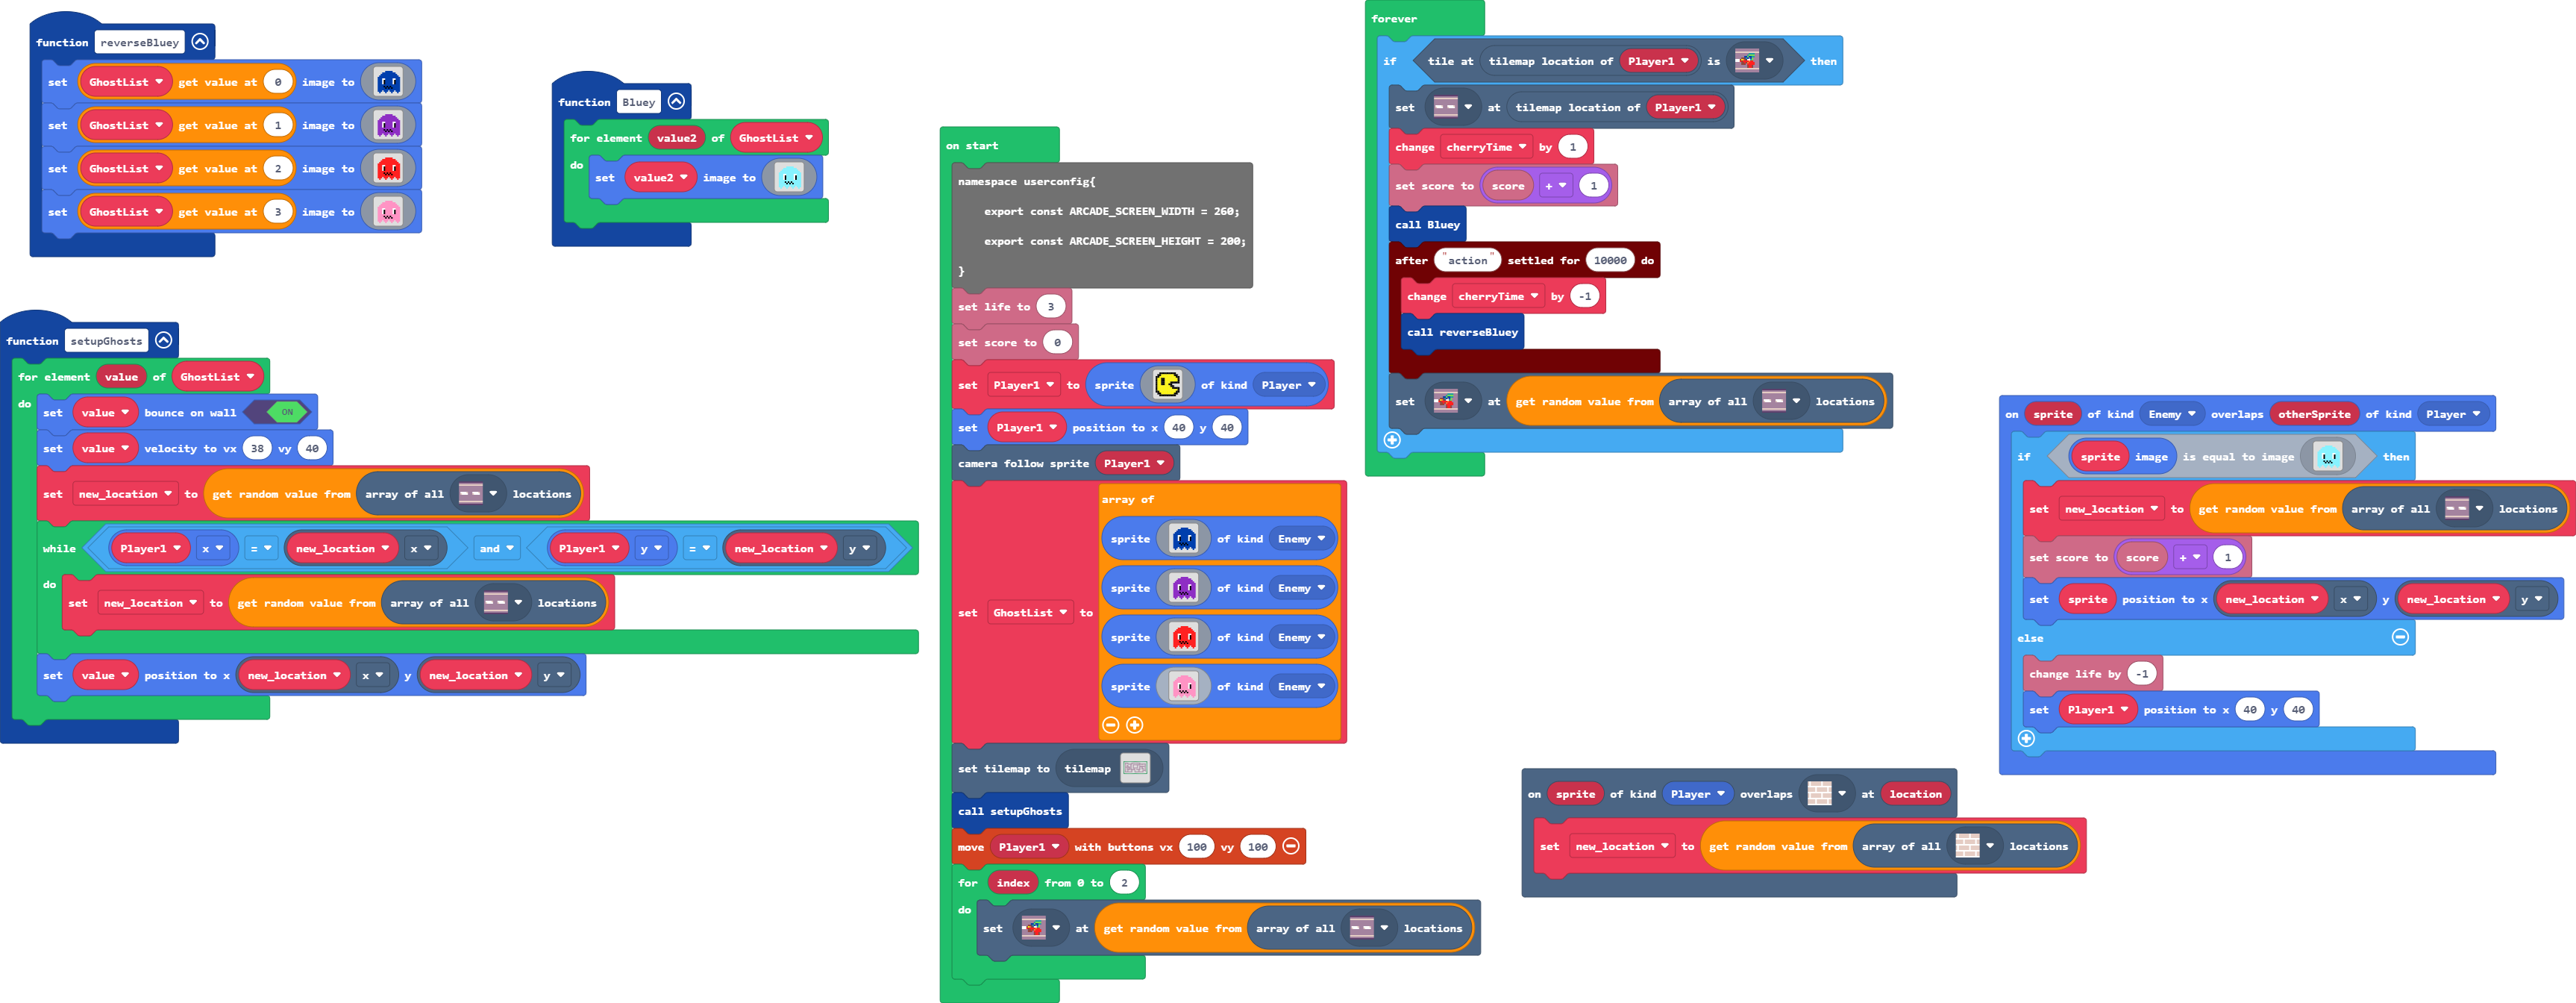 function reverseBluey
set GhostList get value at 0 image to
set GhostList get value at 1 image to
set GhostList get value at 2 image to
set GhostList get value at 3 image to
function Bluey
for element value2 of GhostList
do
set value2 image to
function setupGhosts
for element value of GhostList
do
set value bounce on wall ON
set value velocity to vx 38 vy 40
set new_location to get random value from array of all locations
while Player1 x = new_location x and Player1 y = new_location y
do
set new_location to get random value from array of all locations
set value position to x new_location x y new_location y
on start
namespace userconfig{
export const ARCADE_SCREEN_WIDTH = 260;
export const ARCADE_SCREEN_HEIGHT = 200;
}
set life to 3
set score to 0
set Player1 to sprite of kind Player
set Player1 position to x 40 y 40
camera follow sprite Player1
set GhostList to array of
sprite of kind Enemy
sprite of kind Enemy
sprite of kind Enemy
sprite of kind Enemy
set tilemap to tilemap
call setupGhosts
move Player1 with buttons vx 100 vy 100
for index from 0 to 2
do
set at get random value from array of all locations
forever
if tile at tilemap location of Player1 is then
set at tilemap location of Player1
change cherryTime by 1
set score to score + 1
call Bluey
after "action" settled for 10000 do
change cherryTime by -1
call reverseBluey
set at get random value from array of all locations
on sprite of kind Player overlaps at location
set new_location to get random value from array of all locations
on sprite of kind Enemy overlaps otherSprite of kind Player
if sprite image is equal to image then
set new_location to get random value from array of all locations
set score to score + 1
set sprite position to x new_location x y new_location y
else
change life by -1
set Player1 position to x 40 y 40